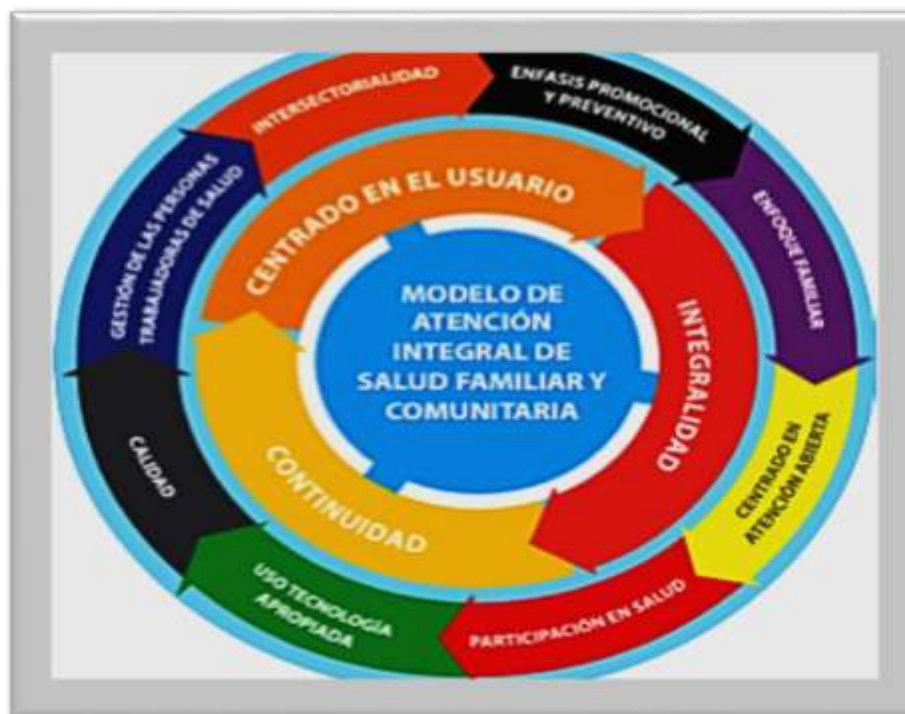 MODELO DE
ATENCIÓN
INTEGRAL DE
SALUD FAMILIAR Y
COMUNITARIA
CENTRADO EN EL USUARIO
INTEGRALIDAD
CONTINUIDAD
INTERSECTORIALIDAD
ENFASIS PROMOCIONAL
Y PREVENTIVO
ENFOQUE FAMILIAR
CENTRADO EN
ATENCIÓN ABIERTA
PARTICIPACIÓN EN SALUD
USO TECNOLOGÍA
APROPIADA
CALIDAD
GESTIÓN DE LAS PERSONAS
TRABAJADORAS DE SALUD